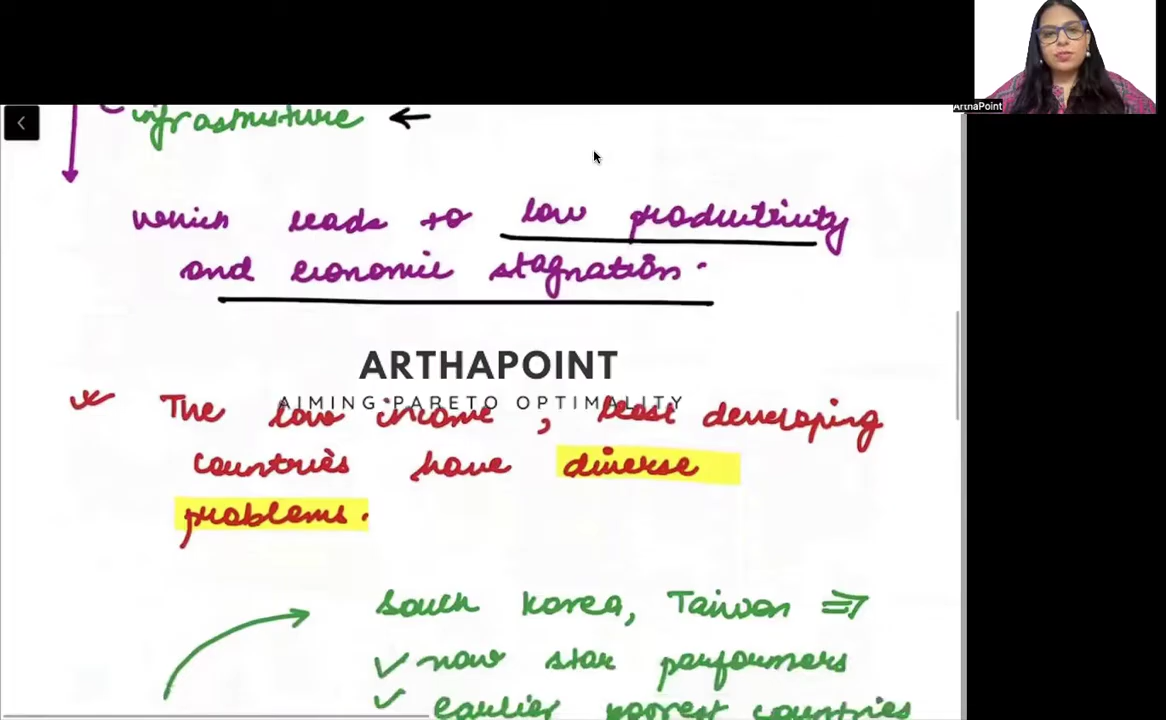 ArthaPoint
infrastructure ←
which leads to low productivity
and economic stagnation.
ARTHAPOINT
AIMING PARETO OPTIMALITY
The low income, least developing
countries have diverse
problems.
South Korea, Taiwan ⇒
✓ now star performers
✓ earlier poorest countries